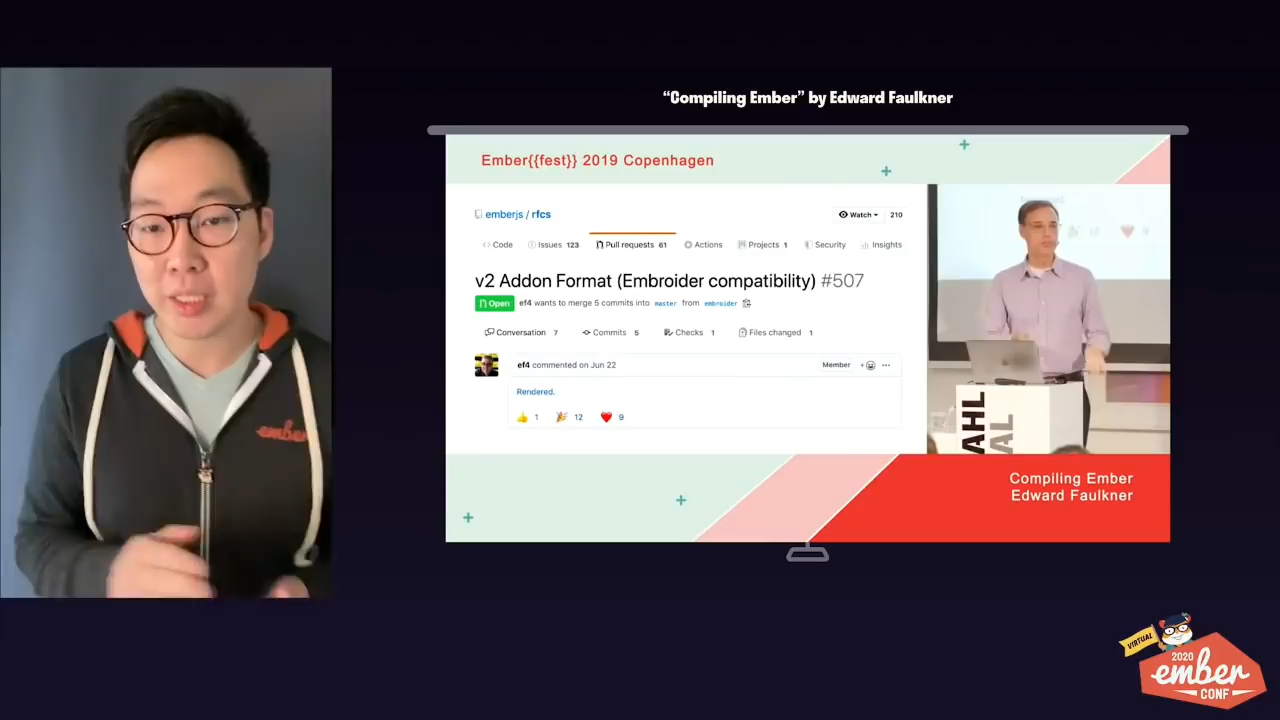 “Compiling Ember” by Edward Faulkner
Ember{{fest}} 2019 Copenhagen
emberjs / rfcs
Watch 210
Code Issues 123 Pull requests 61 Actions Projects 1 Security Insights
v2 Addon Format (Embroider compatibility) #507
Open ef4 wants to merge 5 commits into master from embroider
Conversation 7 Commits 5 Checks 1 Files changed 1
ef4 commented on Jun 22 Member
Rendered.
👍 1 🎉 12 ❤️ 9
AHL
AL
Compiling Ember
Edward Faulkner
ember
VIRTUAL
2020
ember
CONF